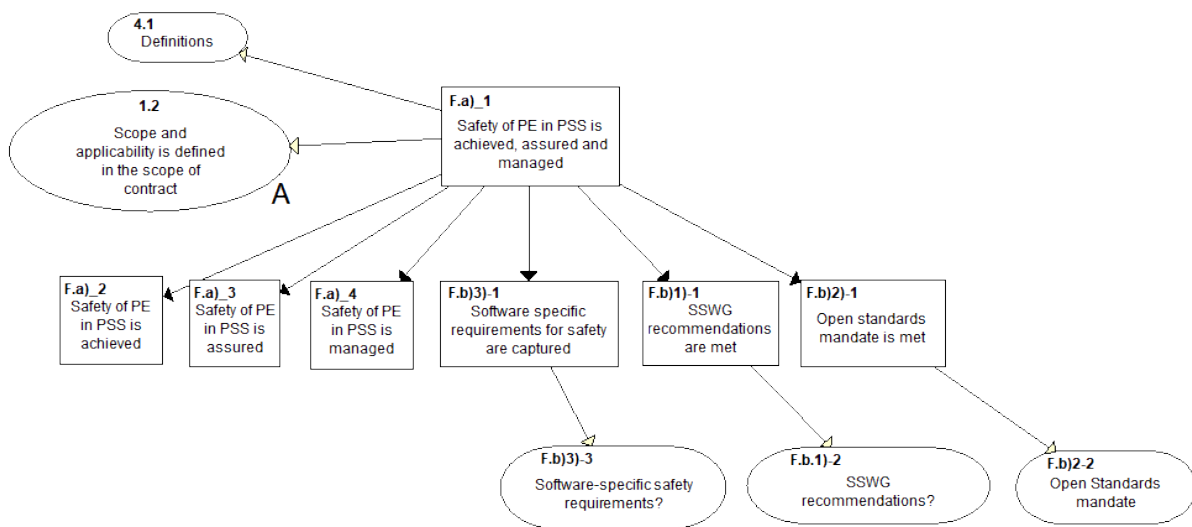 4.1
Definitions
1.2
Scope and
applicability is defined
in the scope of
contract
A
F.a)_1
Safety of PE in PSS is
achieved, assured and
managed
F.a)_2
Safety of PE
in PSS is
achieved
F.a)_3
Safety of PE
in PSS is
assured
F.a)_4
Safety of PE
in PSS is
managed
F.b)3)-1
Software specific
requirements for safety
are captured
F.b)1)-1
SSWG
recommendations
are met
F.b)2)-1
Open standards
mandate is met
F.b)3)-3
Software-specific safety
requirements?
F.b.1)-2
SSWG
recommendations?
F.b)2-2
Open Standards
mandate